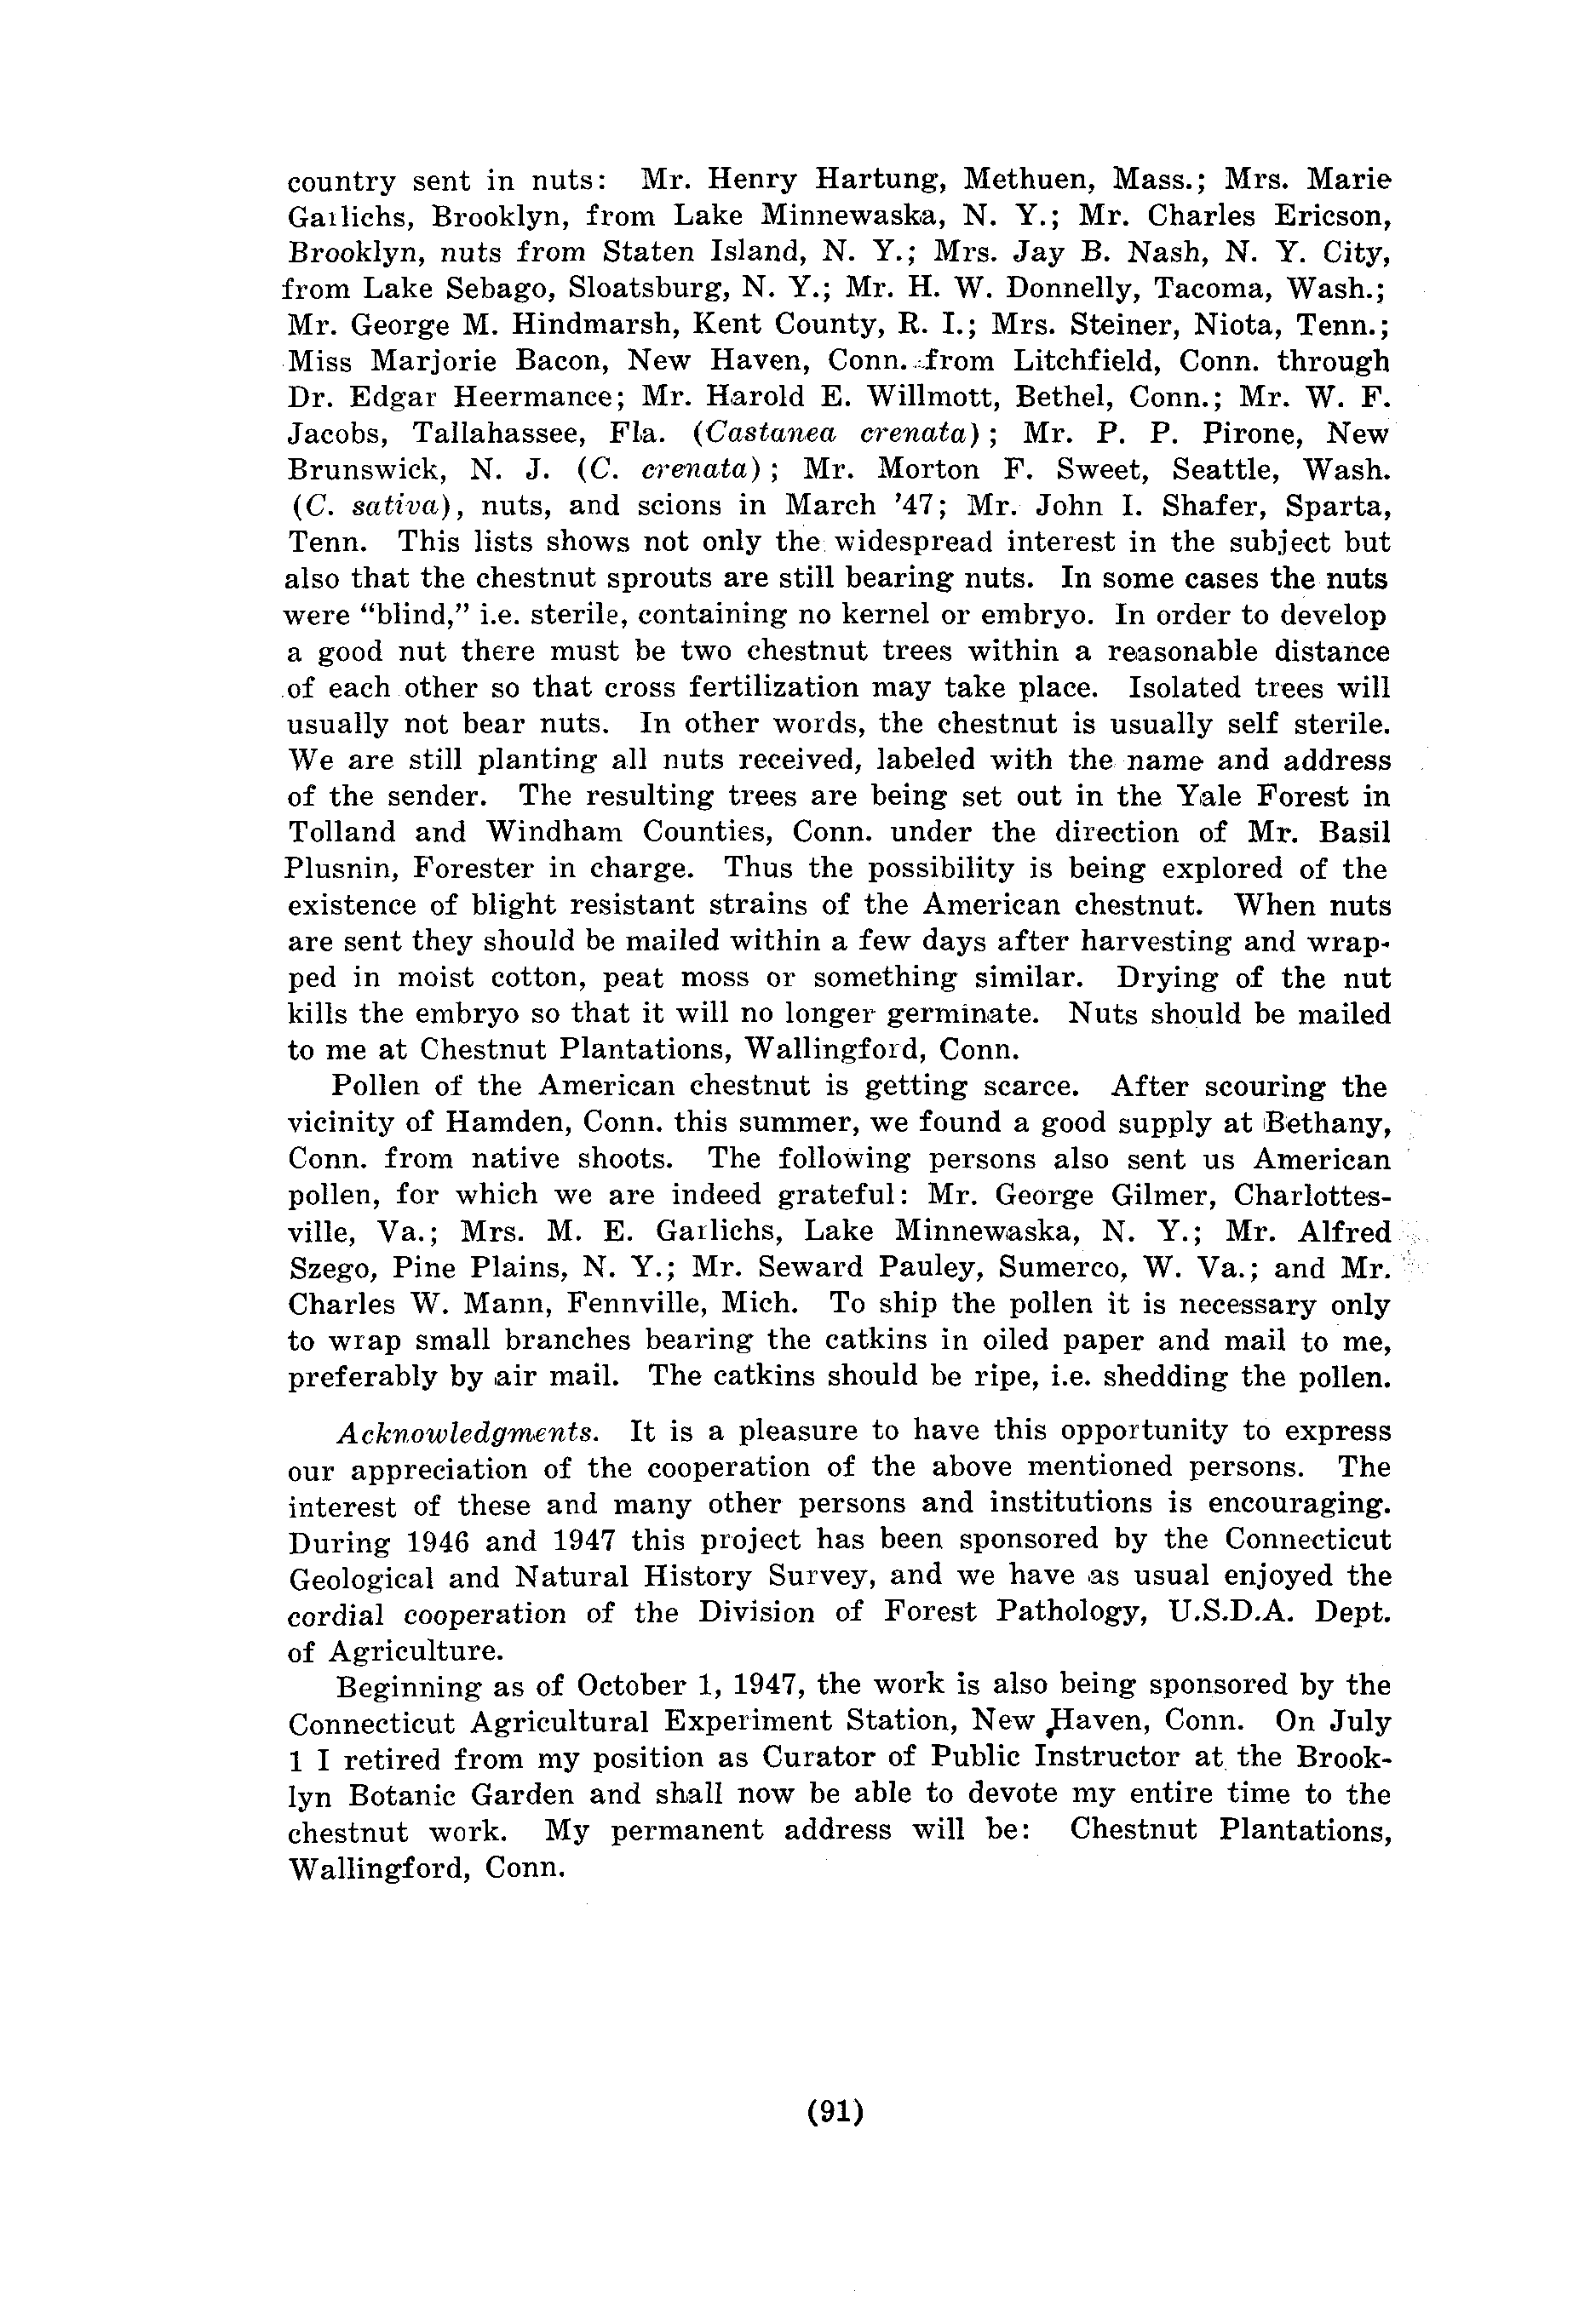 country sent in nuts: Mr. Henry Hartung, Methuen, Mass.; Mrs. Marie
Garlichs, Brooklyn, from Lake Minnewaska, N. Y.; Mr. Charles Ericson,
Brooklyn, nuts from Staten Island, N. Y.; Mrs. Jay B. Nash, N. Y. City,
from Lake Sebago, Sloatsburg, N. Y.; Mr. H. W. Donnelly, Tacoma, Wash.;
Mr. George M. Hindmarsh, Kent County, R. I.; Mrs. Steiner, Niota, Tenn.;
Miss Marjorie Bacon, New Haven, Conn. from Litchfield, Conn. through
Dr. Edgar Heermance; Mr. Harold E. Willmott, Bethel, Conn.; Mr. W. F.
Jacobs, Tallahassee, Fla. (Castanea crenata); Mr. P. P. Pirone, New
Brunswick, N. J. (C. crenata); Mr. Morton F. Sweet, Seattle, Wash.
(C. sativa), nuts, and scions in March '47; Mr. John I. Shafer, Sparta,
Tenn. This lists shows not only the widespread interest in the subject but
also that the chestnut sprouts are still bearing nuts. In some cases the nuts
were "blind," i.e. sterile, containing no kernel or embryo. In order to develop
a good nut there must be two chestnut trees within a reasonable distance
of each other so that cross fertilization may take place. Isolated trees will
usually not bear nuts. In other words, the chestnut is usually self sterile.
We are still planting all nuts received, labeled with the name and address
of the sender. The resulting trees are being set out in the Yale Forest in
Tolland and Windham Counties, Conn. under the direction of Mr. Basil
Plusnin, Forester in charge. Thus the possibility is being explored of the
existence of blight resistant strains of the American chestnut. When nuts
are sent they should be mailed within a few days after harvesting and wrap-
ped in moist cotton, peat moss or something similar. Drying of the nut
kills the embryo so that it will no longer germinate. Nuts should be mailed
to me at Chestnut Plantations, Wallingford, Conn.
Pollen of the American chestnut is getting scarce. After scouring the
vicinity of Hamden, Conn. this summer, we found a good supply at Bethany,
Conn. from native shoots. The following persons also sent us American
pollen, for which we are indeed grateful: Mr. George Gilmer, Charlottes-
ville, Va.; Mrs. M. E. Garlichs, Lake Minnewaska, N. Y.; Mr. Alfred
Szego, Pine Plains, N. Y.; Mr. Seward Pauley, Sumerco, W. Va.; and Mr.
Charles W. Mann, Fennville, Mich. To ship the pollen it is necessary only
to wrap small branches bearing the catkins in oiled paper and mail to me,
preferably by air mail. The catkins should be ripe, i.e. shedding the pollen.
Acknowledgments. It is a pleasure to have this opportunity to express
our appreciation of the cooperation of the above mentioned persons. The
interest of these and many other persons and institutions is encouraging.
During 1946 and 1947 this project has been sponsored by the Connecticut
Geological and Natural History Survey, and we have as usual enjoyed the
cordial cooperation of the Division of Forest Pathology, U.S.D.A. Dept.
of Agriculture.
Beginning as of October 1, 1947, the work is also being sponsored by the
Connecticut Agricultural Experiment Station, New Haven, Conn. On July
1 I retired from my position as Curator of Public Instructor at the Brook-
lyn Botanic Garden and shall now be able to devote my entire time to the
chestnut work. My permanent address will be: Chestnut Plantations,
Wallingford, Conn.
(91)